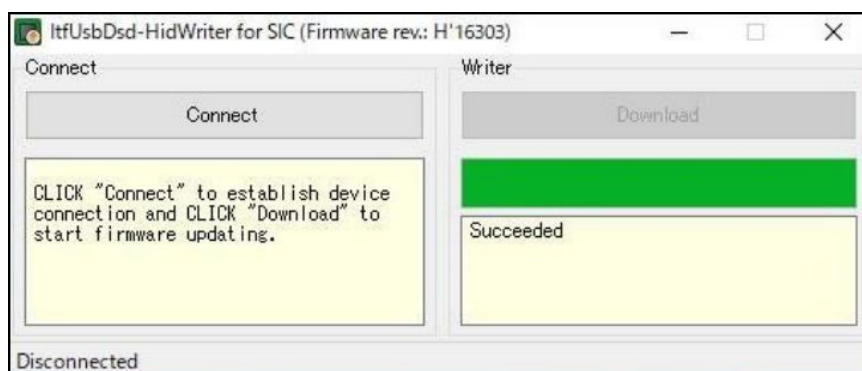 ItfUsbDsd-HidWriter for SIC (Firmware rev.: H'16303)
Connect
Writer
Connect
Download
CLICK "Connect" to establish device
connection and CLICK "Download" to
start firmware updating.
Succeeded
Disconnected